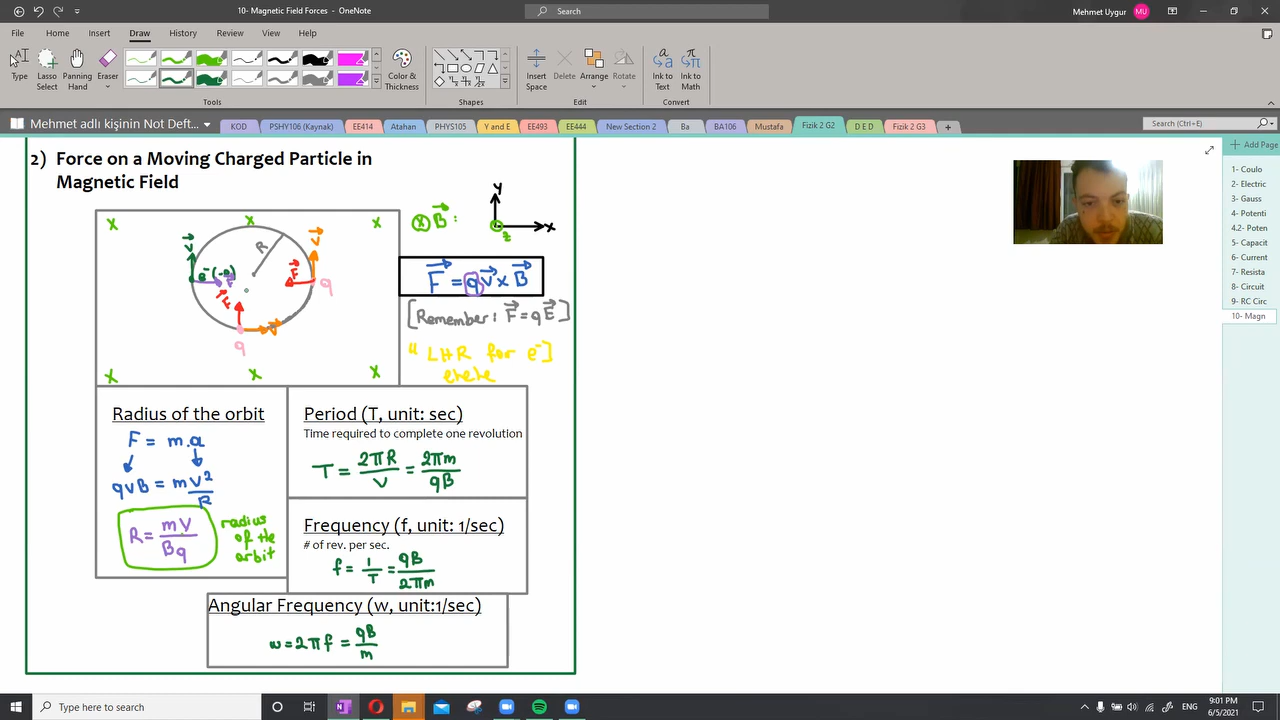 10- Magnetic Field Forces - OneNote
Search
Mehmet Uygur
MU
File Home Insert Draw History Review View Help
Type
Lasso Select
Panning Hand
Eraser
Color & Thickness
Insert Space
Delete
Arrange
Rotate
Ink to Text
Ink to Math
Tools
Shapes
Edit
Convert
Mehmet adlı kişinin Not Deft...
KOD
PSHY106 (Kaynak)
EE414
Atahan
PHYS105
Y and E
EE493
EE444
New Section 2
Ba
BA106
Mustafa
Fizik 2 G2
D E D
Fizik 2 G3
Search (Ctrl+E)
Add Page
1- Coulo
2- Electric
3- Gauss
4- Potenti
4.2- Poten
5- Capacit
6- Current
7- Resista
8- Circuit
9- RC Circ
10- Magn
2) Force on a Moving Charged Particle in
Magnetic Field
x x x
V⃗ R V⃗
e⁻(-q) F⃗ F⃗ q
F⃗ V⃗
q
x x x
ⓧ B⃗ :
y
x
z
F⃗ = qV⃗ x B⃗
[Remember: F⃗ = qE⃗]
" LHR for e⁻]
Radius of the orbit
F = m.a
qVB = mV²/R
R = mV/Bq
radius
of the
orbit
Period (T, unit: sec)
Time required to complete one revolution
T = 2πR/V = 2πm/qB
Frequency (f, unit: 1/sec)
# of rev. per sec.
f = 1/T = qB/2πm
Angular Frequency (w, unit:1/sec)
w = 2πf = qB/m
Type here to search
ENG
9:01 PM
6/5/2021